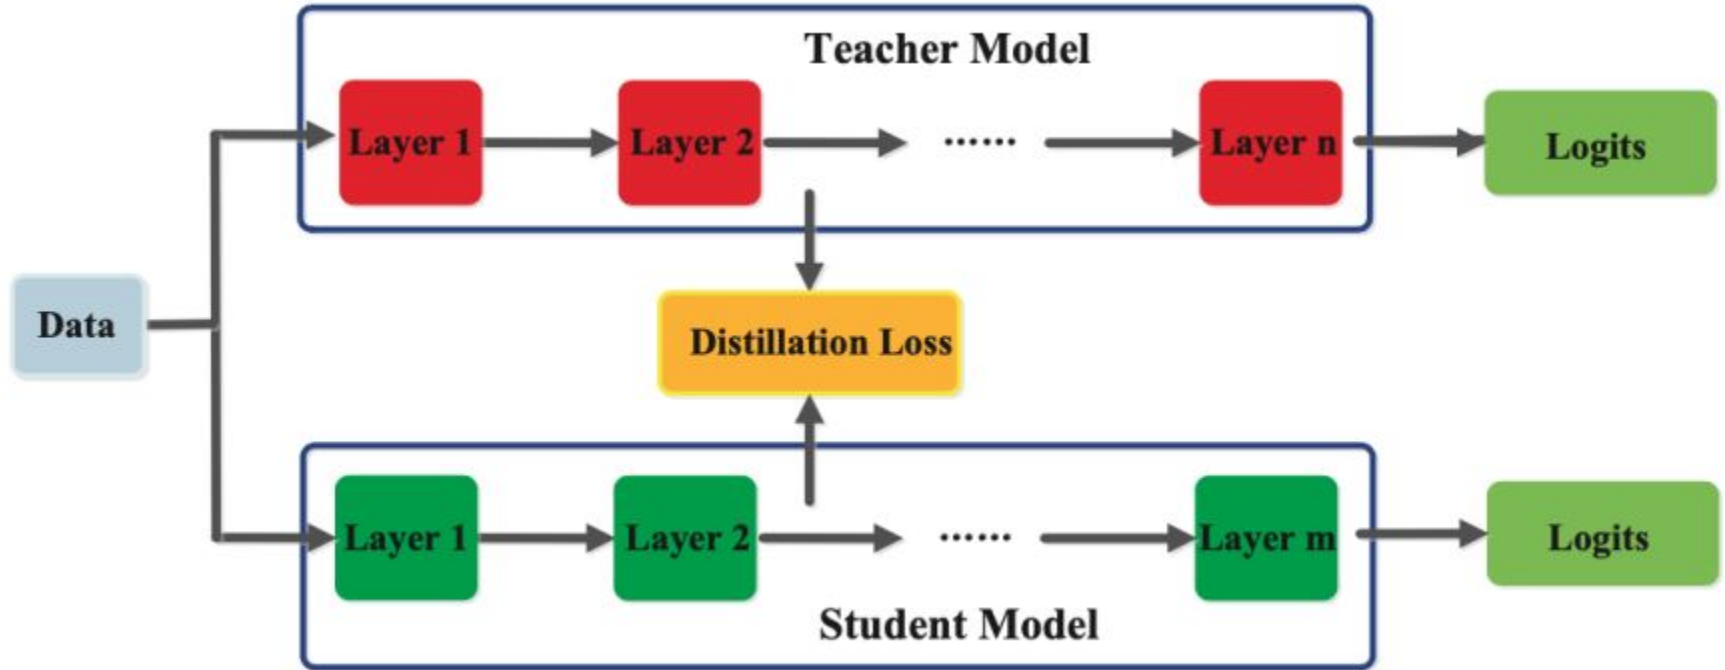 Teacher Model
Layer 1
Layer 2
......
Layer n
Logits
Data
Distillation Loss
Layer 1
Layer 2
......
Layer m
Logits
Student Model